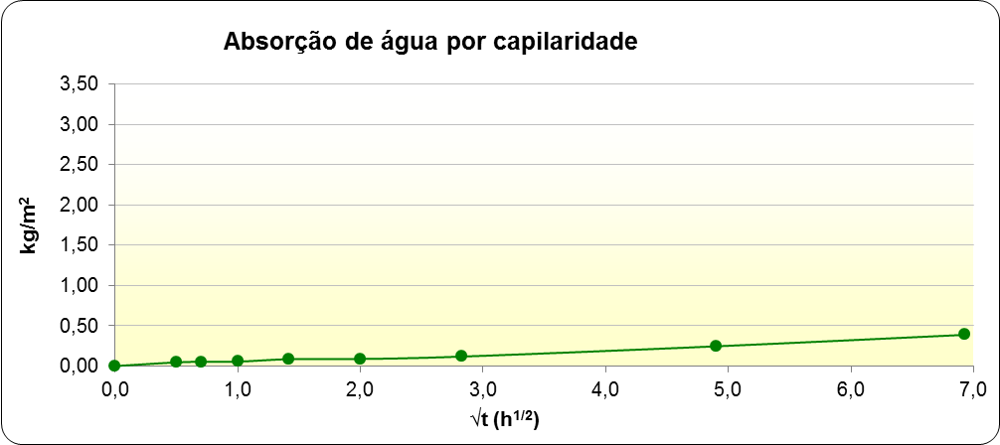 Absorção de água por capilaridade
3,50
3,00
2,50
2,00
1,50
1,00
0,50
0,00
kg/m²
0,0 1,0 2,0 3,0 4,0 5,0 6,0 7,0
√t (h¹ᐟ²)